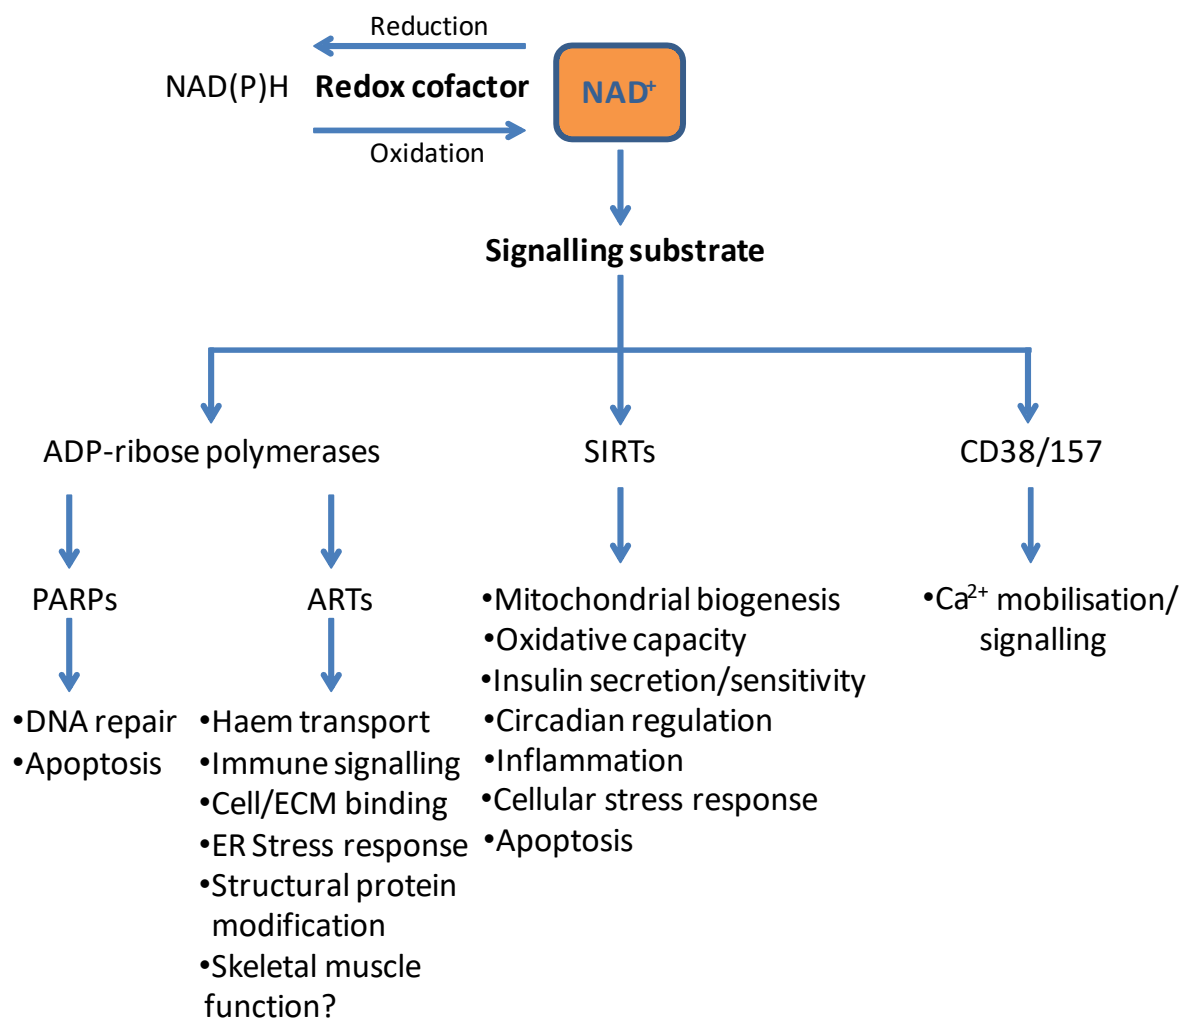 Reduction
NAD(P)H Redox cofactor NAD⁺
Oxidation
Signalling substrate
ADP-ribose polymerases
SIRTs
CD38/157
PARPs
ARTs
•DNA repair
•Apoptosis
•Haem transport
•Immune signalling
•Cell/ECM binding
•ER Stress response
•Structural protein
modification
•Skeletal muscle
function?
•Mitochondrial biogenesis
•Oxidative capacity
•Insulin secretion/sensitivity
•Circadian regulation
•Inflammation
•Cellular stress response
•Apoptosis
•Ca²⁺ mobilisation/
signalling